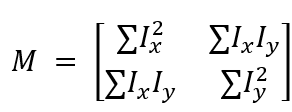 M = [ ∑I_x^2 ∑I_xI_y
∑I_xI_y ∑I_y^2 ]